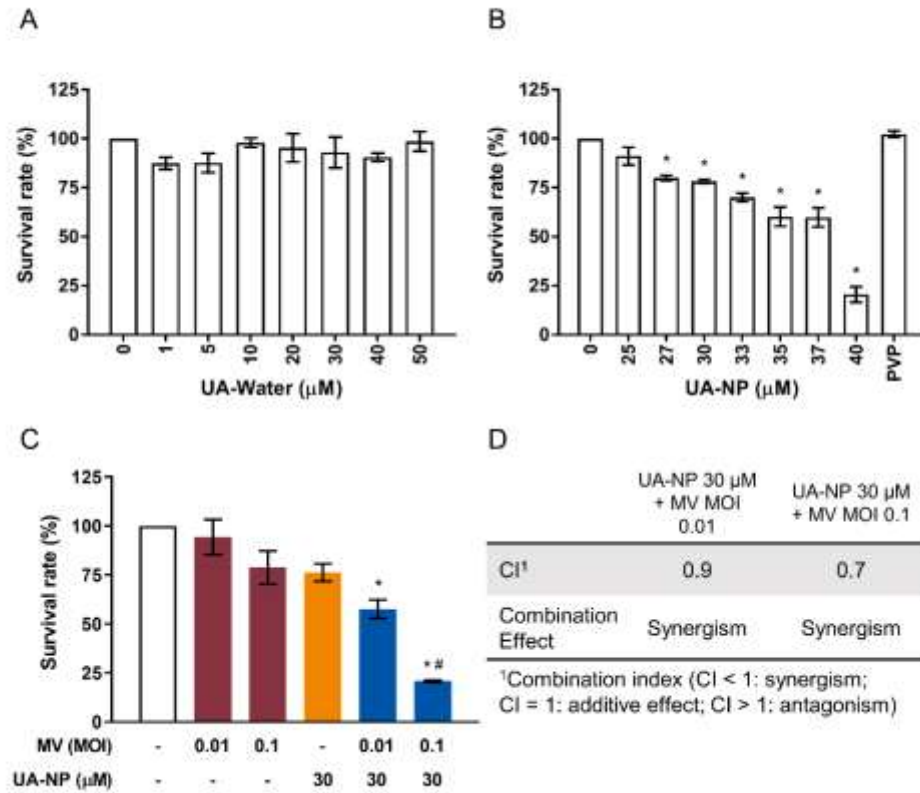 A
125
100
75
50
25
0
Survival rate (%)
0 1 5 10 20 30 40 50
UA-Water (μM)
B
125
100
75
50
25
0
Survival rate (%)
* * * * * *
0 25 27 30 33 35 37 40 PVP
UA-NP (μM)
C
125
100
75
50
25
0
Survival rate (%)
* * #
MV (MOI) - 0.01 0.1 - 0.01 0.1
UA-NP (μM) - - - 30 30 30
D
UA-NP 30 μM
+ MV MOI
0.01
UA-NP 30 μM
+ MV MOI 0.1
CI¹ 0.9 0.7
Combination
Effect
Synergism Synergism
¹Combination index (CI < 1: synergism;
CI = 1: additive effect; CI > 1: antagonism)